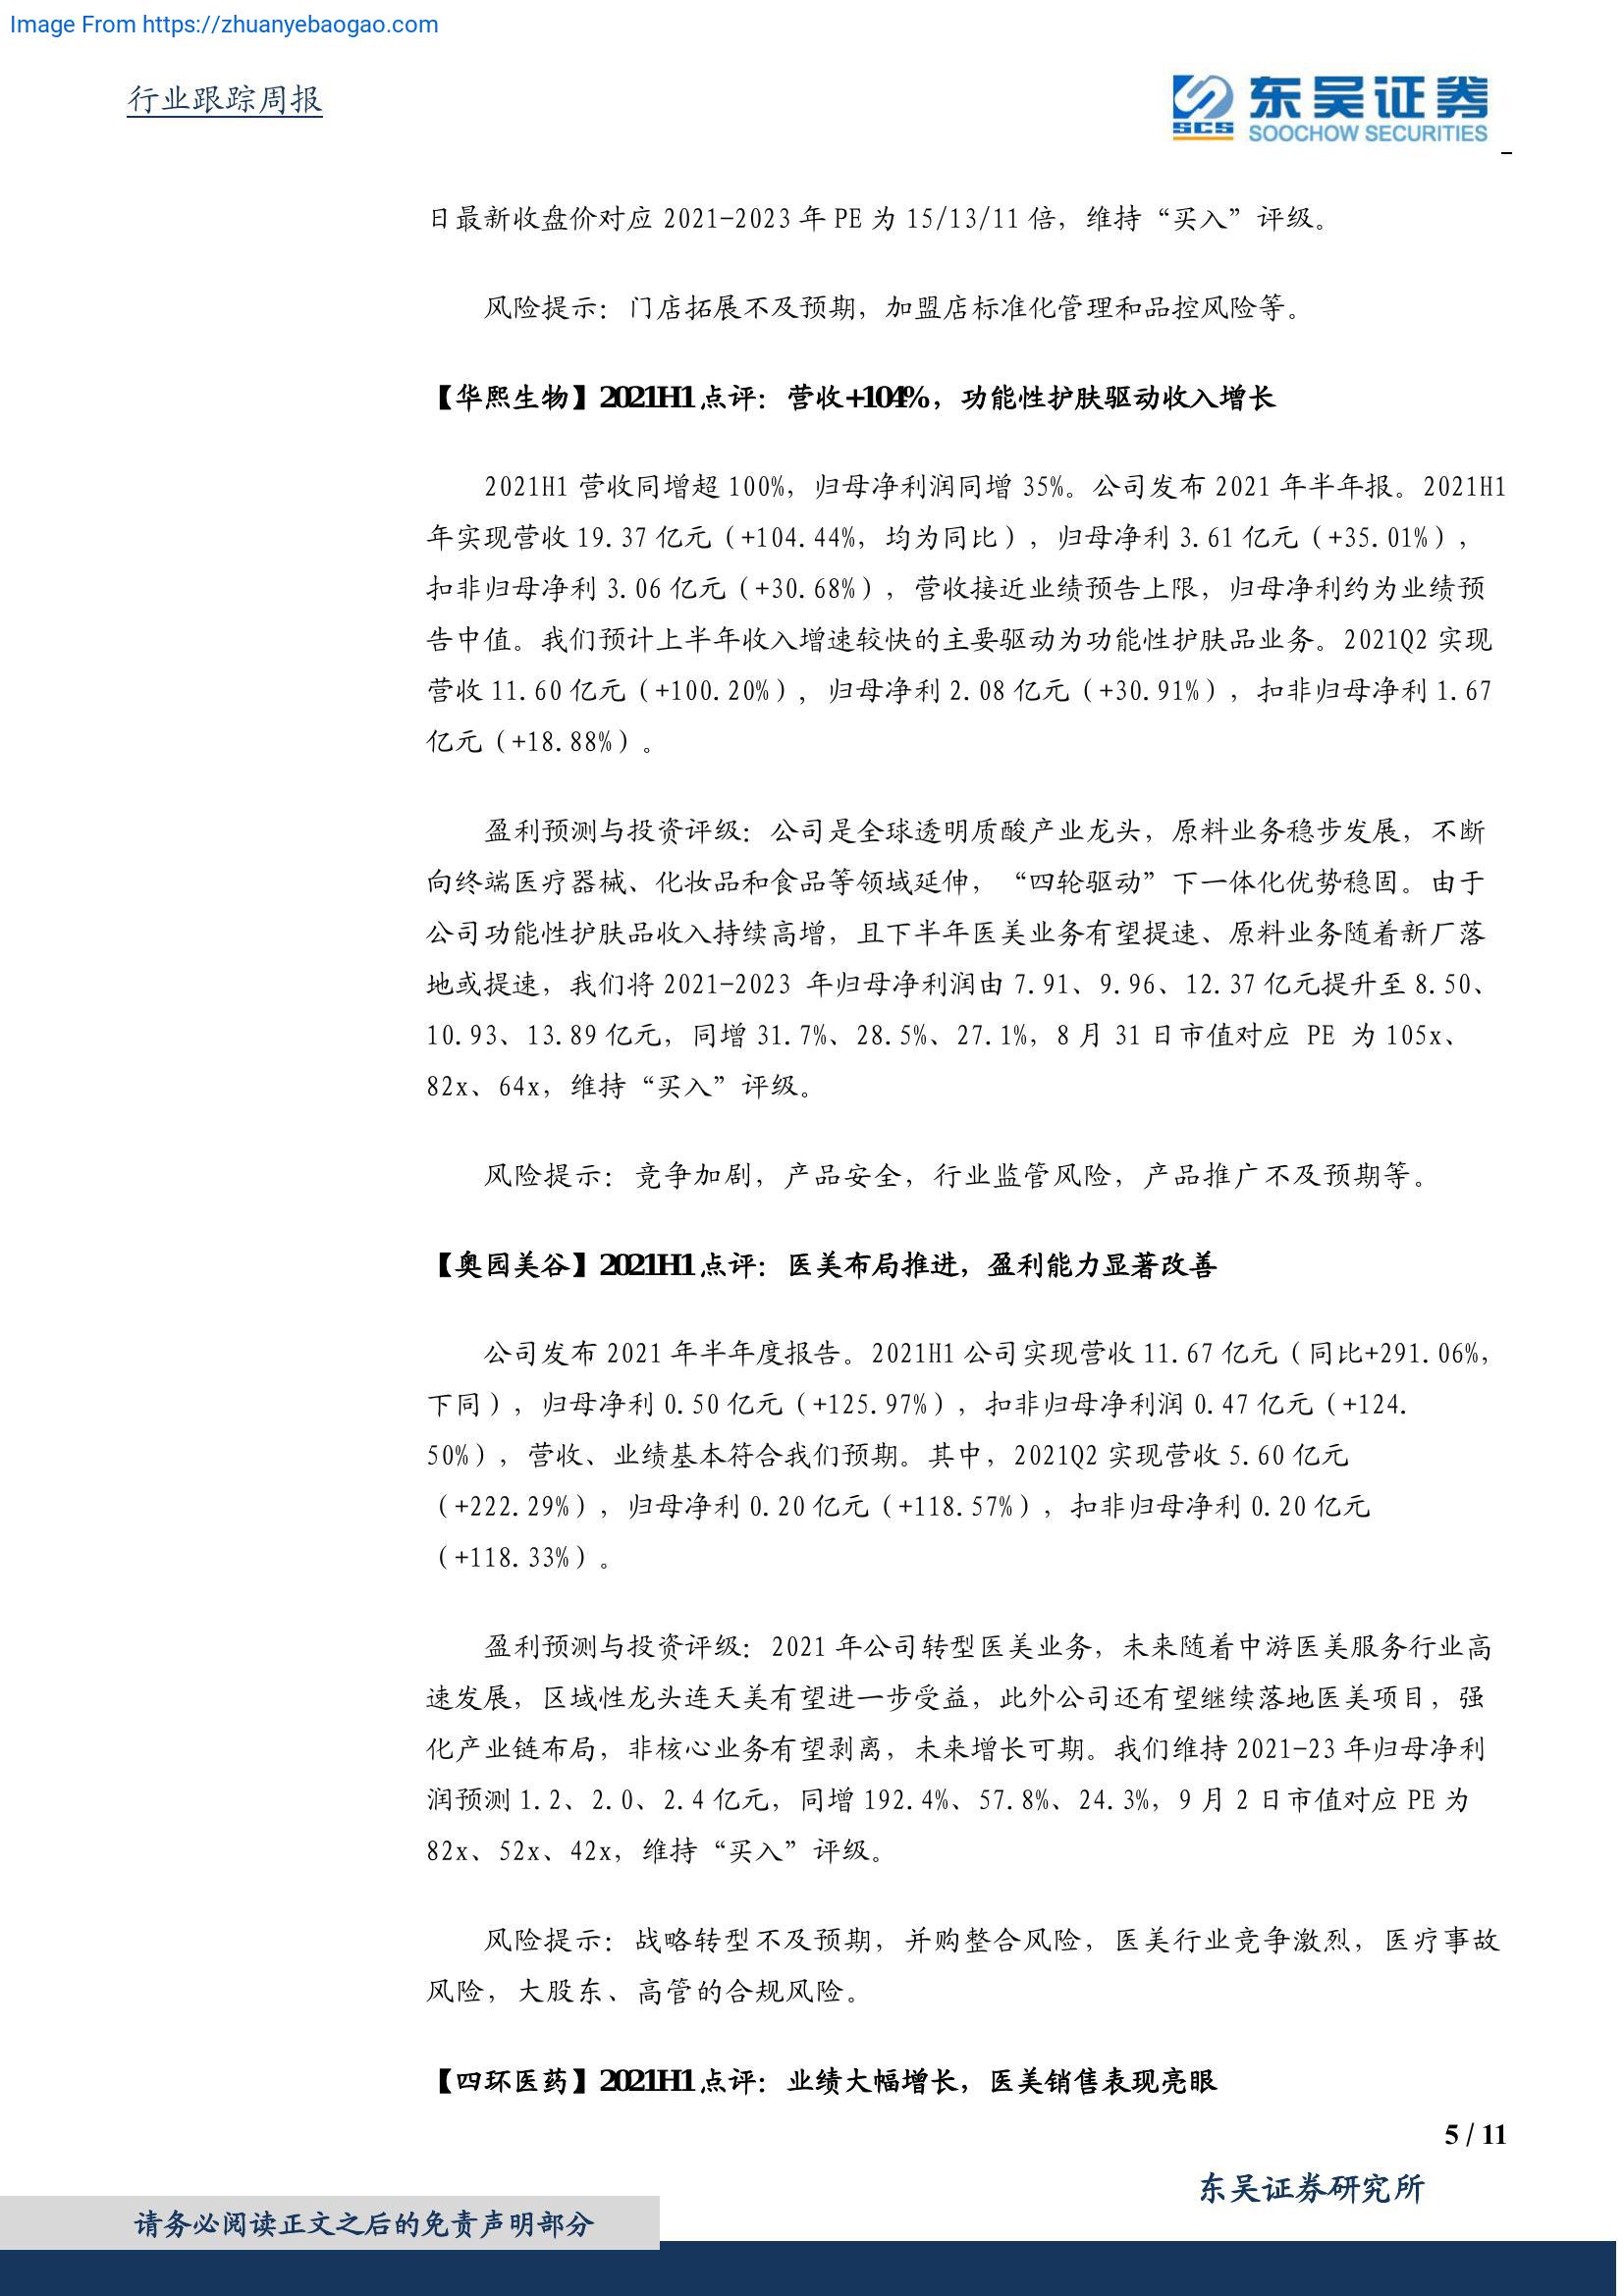 Image From https://zhuanyebaogao.com
行业跟踪周报
SCS
东吴证券
SOOCHOW SECURITIES
日最新收盘价对应 2021-2023 年 PE 为 15/13/11 倍，维持“买入”评级。
风险提示：门店拓展不及预期，加盟店标准化管理和品控风险等。
【华熙生物】2021H1 点评：营收+104%，功能性护肤驱动收入增长
2021H1 营收同增超 100%，归母净利润同增 35%。公司发布 2021 年半年报。2021H1
年实现营收 19.37 亿元（+104.44%，均为同比），归母净利 3.61 亿元（+35.01%），
扣非归母净利 3.06 亿元（+30.68%），营收接近业绩预告上限，归母净利约为业绩预
告中值。我们预计上半年收入增速较快的主要驱动为功能性护肤品业务。2021Q2 实现
营收 11.60 亿元（+100.20%），归母净利 2.08 亿元（+30.91%），扣非归母净利 1.67
亿元（+18.88%）。
盈利预测与投资评级：公司是全球透明质酸产业龙头，原料业务稳步发展，不断
向终端医疗器械、化妆品和食品等领域延伸，“四轮驱动”下一体化优势稳固。由于
公司功能性护肤品收入持续高增，且下半年医美业务有望提速、原料业务随着新厂落
地或提速，我们将 2021-2023 年归母净利润由 7.91、9.96、12.37 亿元提升至 8.50、
10.93、13.89 亿元，同增 31.7%、28.5%、27.1%，8 月 31 日市值对应 PE 为 105x、
82x、64x，维持“买入”评级。
风险提示：竞争加剧，产品安全，行业监管风险，产品推广不及预期等。
【奥园美谷】2021H1 点评：医美布局推进，盈利能力显著改善
公司发布 2021 年半年度报告。2021H1 公司实现营收 11.67 亿元（同比+291.06%，
下同），归母净利 0.50 亿元（+125.97%），扣非归母净利润 0.47 亿元（+124.
50%），营收、业绩基本符合我们预期。其中，2021Q2 实现营收 5.60 亿元
（+222.29%），归母净利 0.20 亿元（+118.57%），扣非归母净利 0.20 亿元
（+118.33%）。
盈利预测与投资评级：2021 年公司转型医美业务，未来随着中游医美服务行业高
速发展，区域性龙头连天美有望进一步受益，此外公司还有望继续落地医美项目，强
化产业链布局，非核心业务有望剥离，未来增长可期。我们维持 2021-23 年归母净利
润预测 1.2、2.0、2.4 亿元，同增 192.4%、57.8%、24.3%，9 月 2 日市值对应 PE 为
82x、52x、42x，维持“买入”评级。
风险提示：战略转型不及预期，并购整合风险，医美行业竞争激烈，医疗事故
风险，大股东、高管的合规风险。
【四环医药】2021H1 点评：业绩大幅增长，医美销售表现亮眼
5 / 11
东吴证券研究所
请务必阅读正文之后的免责声明部分